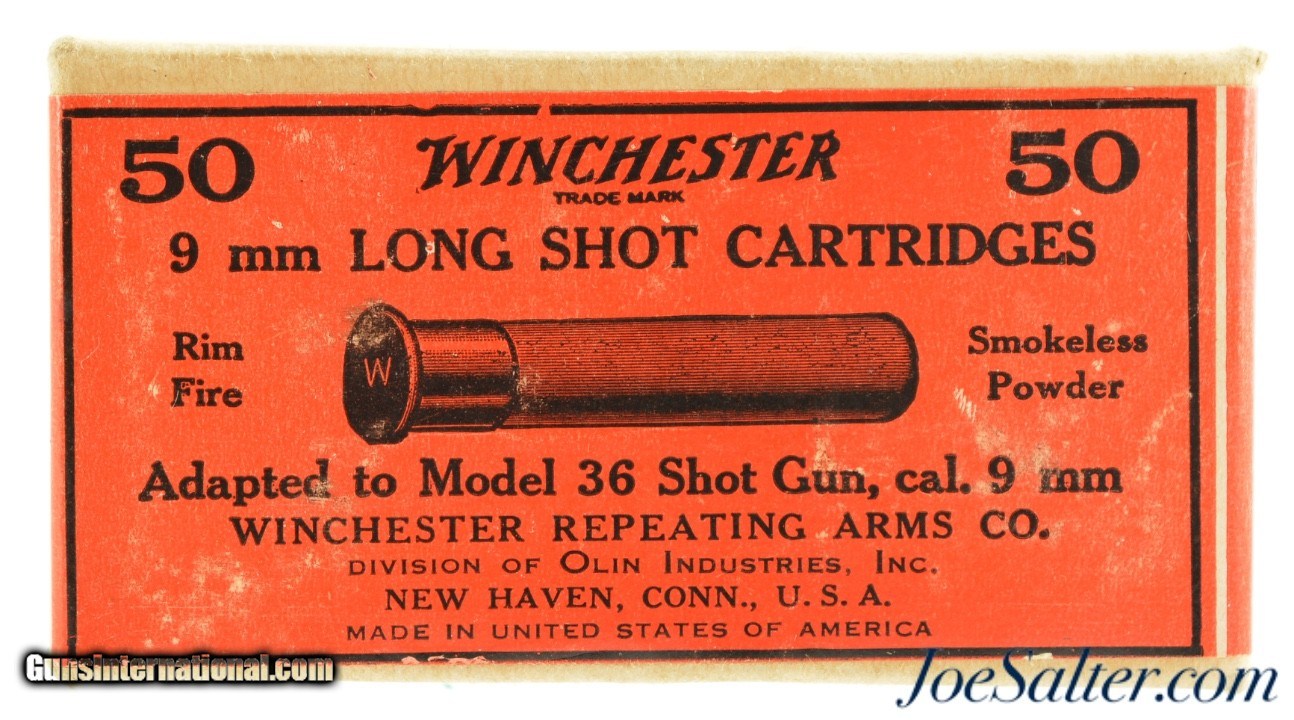 50 WINCHESTER 50
TRADE MARK
9 mm LONG SHOT CARTRIDGES
Rim
Fire
W
Smokeless
Powder
Adapted to Model 36 Shot Gun, cal. 9 mm
WINCHESTER REPEATING ARMS CO.
DIVISION OF OLIN INDUSTRIES, INC.
NEW HAVEN, CONN., U. S. A.
MADE IN UNITED STATES OF AMERICA
GunsInternational.com
JoeSalter.com